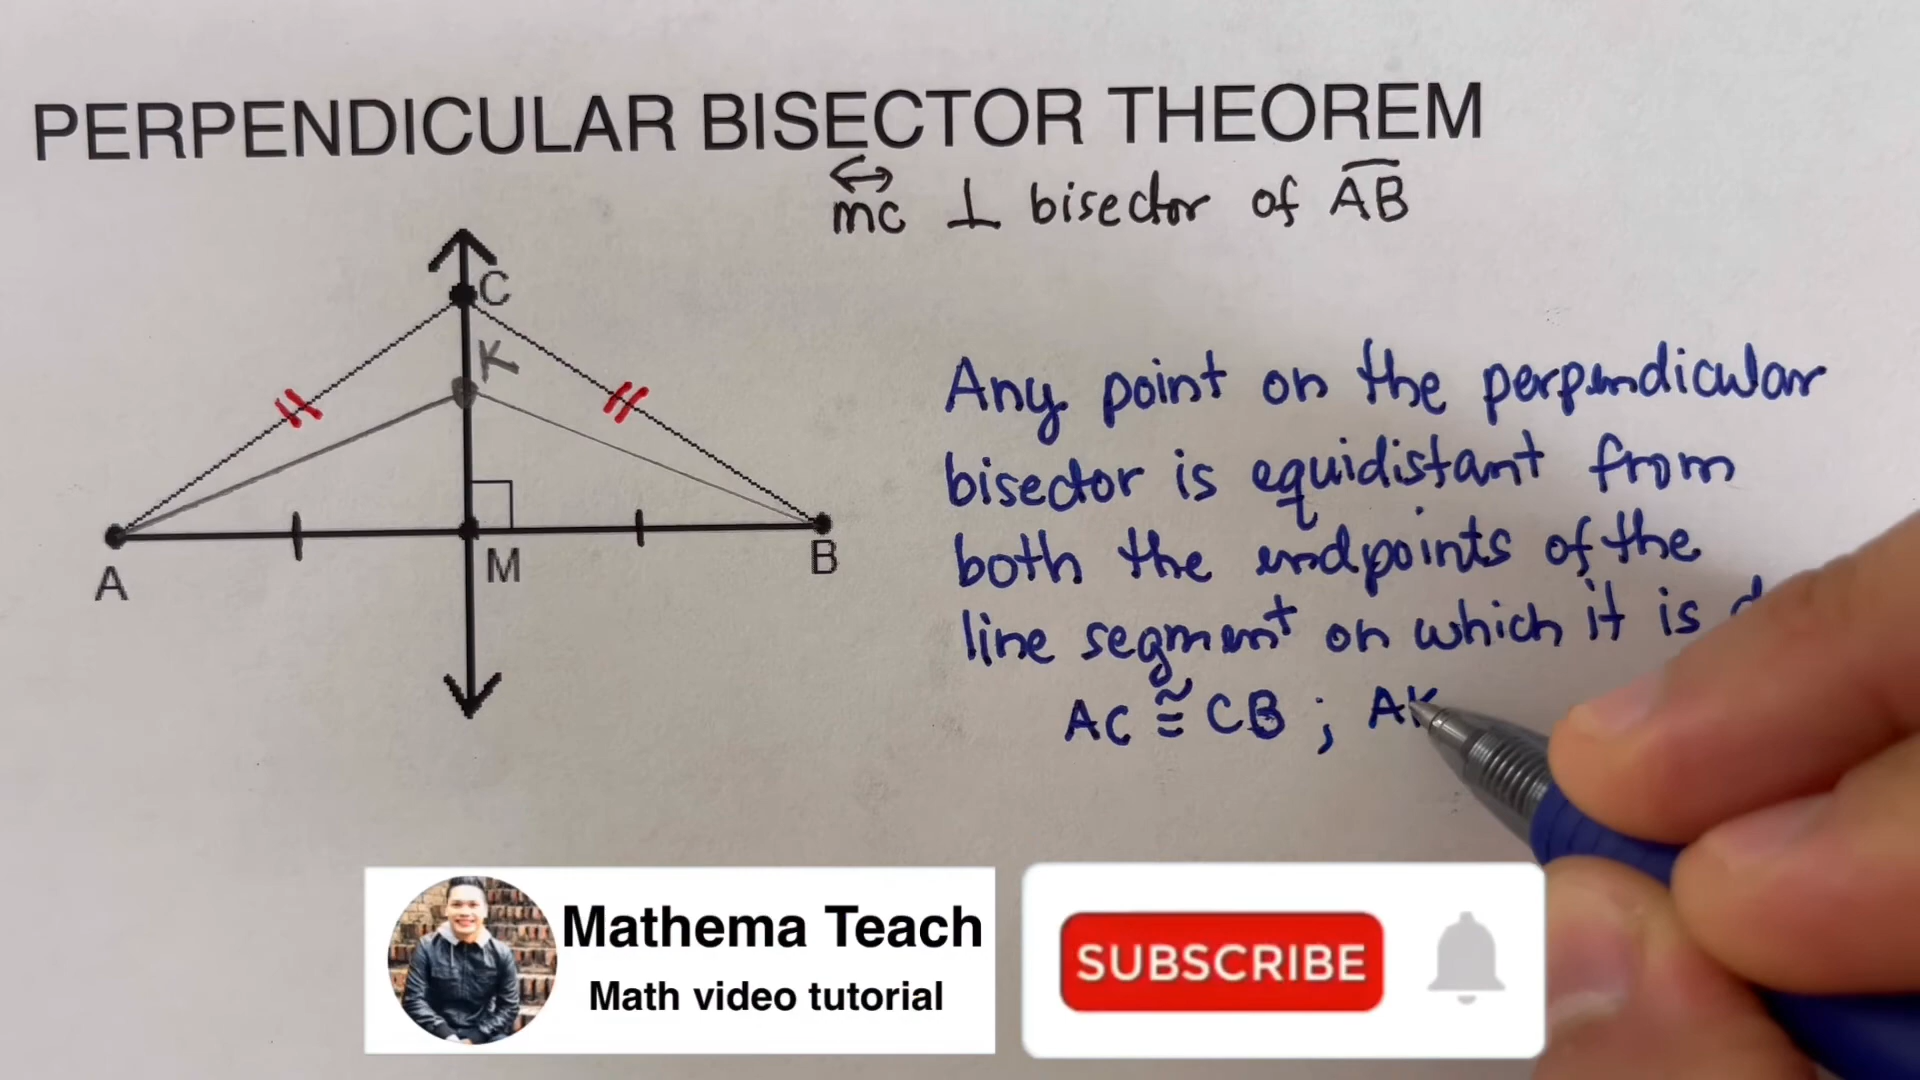 PERPENDICULAR BISECTOR THEOREM
mc ⊥ bisector of AB
C
K
A
M
B
Any point on the perpendicular
bisector is equidistant from
both the endpoints of the
line segment on which it is
AC ≅ CB ; AK
Mathema Teach
Math video tutorial
SUBSCRIBE